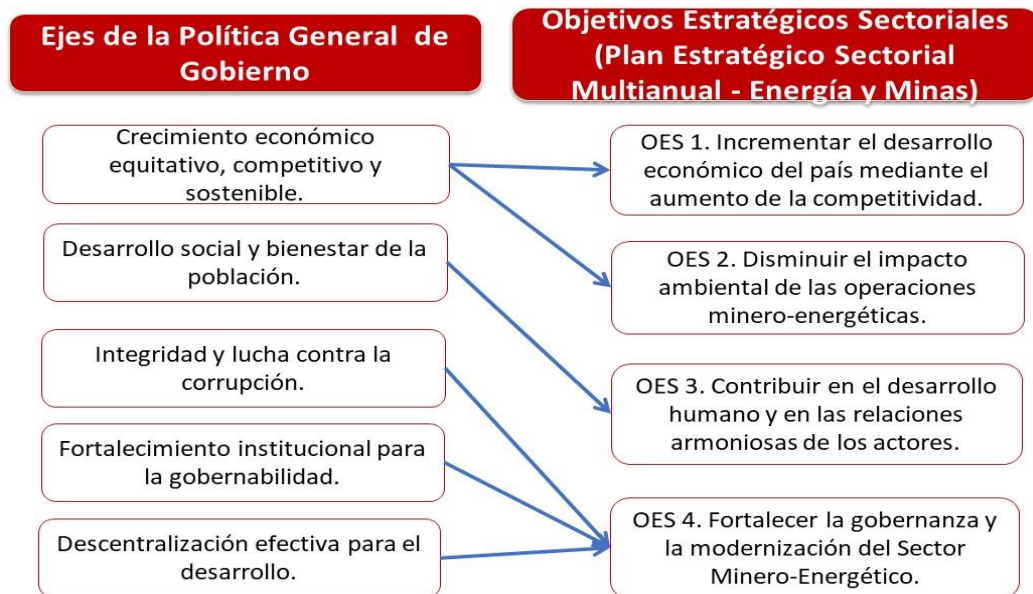 Ejes de la Política General de
Gobierno
Objetivos Estratégicos Sectoriales
(Plan Estratégico Sectorial
Multianual - Energía y Minas)
Crecimiento económico
equitativo, competitivo y
sostenible.
Desarrollo social y bienestar de la
población.
Integridad y lucha contra la
corrupción.
Fortalecimiento institucional para
la gobernabilidad.
Descentralización efectiva para el
desarrollo.
OES 1. Incrementar el desarrollo
económico del país mediante el
aumento de la competitividad.
OES 2. Disminuir el impacto
ambiental de las operaciones
minero-energéticas.
OES 3. Contribuir en el desarrollo
humano y en las relaciones
armoniosas de los actores.
OES 4. Fortalecer la gobernanza y
la modernización del Sector
Minero-Energético.